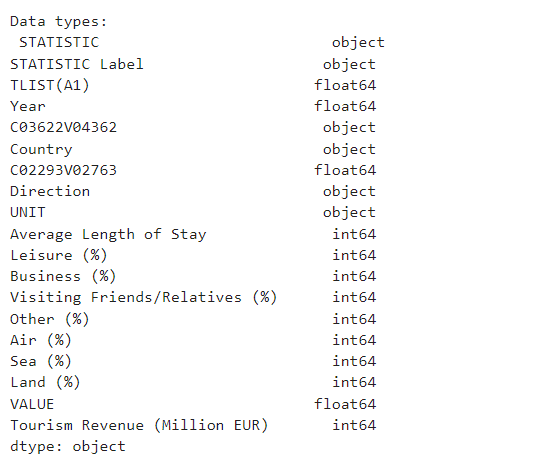 Data types:
STATISTIC object
STATISTIC Label object
TLIST(A1) float64
Year float64
C03622V04362 object
Country object
C02293V02763 float64
Direction object
UNIT object
Average Length of Stay int64
Leisure (%) int64
Business (%) int64
Visiting Friends/Relatives (%) int64
Other (%) int64
Air (%) int64
Sea (%) int64
Land (%) int64
VALUE float64
Tourism Revenue (Million EUR) int64
dtype: object